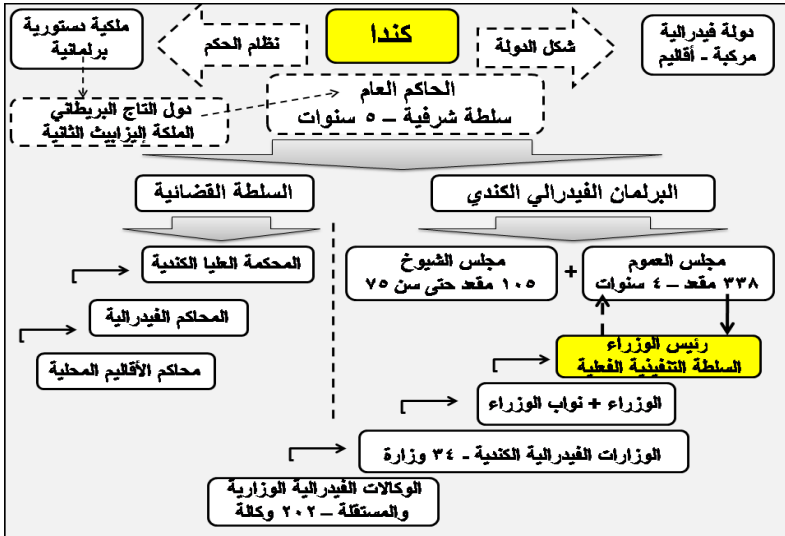 كندا
شكل الدولة
دولة فيدرالية
مركبة - أقاليم
نظام الحكم
ملكية دستورية
برلمانية
دول التاج البريطاني
الملكة إليزابيث الثانية
الحاكم العام
سلطة شرفية – ٥ سنوات
البرلمان الفيدرالي الكندي
السلطة القضائية
مجلس العموم
٣٣٨ مقعد – ٤ سنوات
+
مجلس الشيوخ
١٠٥ مقعد حتى سن ٧٥
المحكمة العليا الكندية
المحاكم الفيدرالية
محاكم الأقاليم المحلية
رئيس الوزراء
السلطة التنفيذية الفعلية
الوزراء + نواب الوزراء
الوزارات الفيدرالية الكندية - ٣٤ وزارة
الوكالات الفيدرالية الوزارية
والمستقلة – ٢٠٢ وكالة